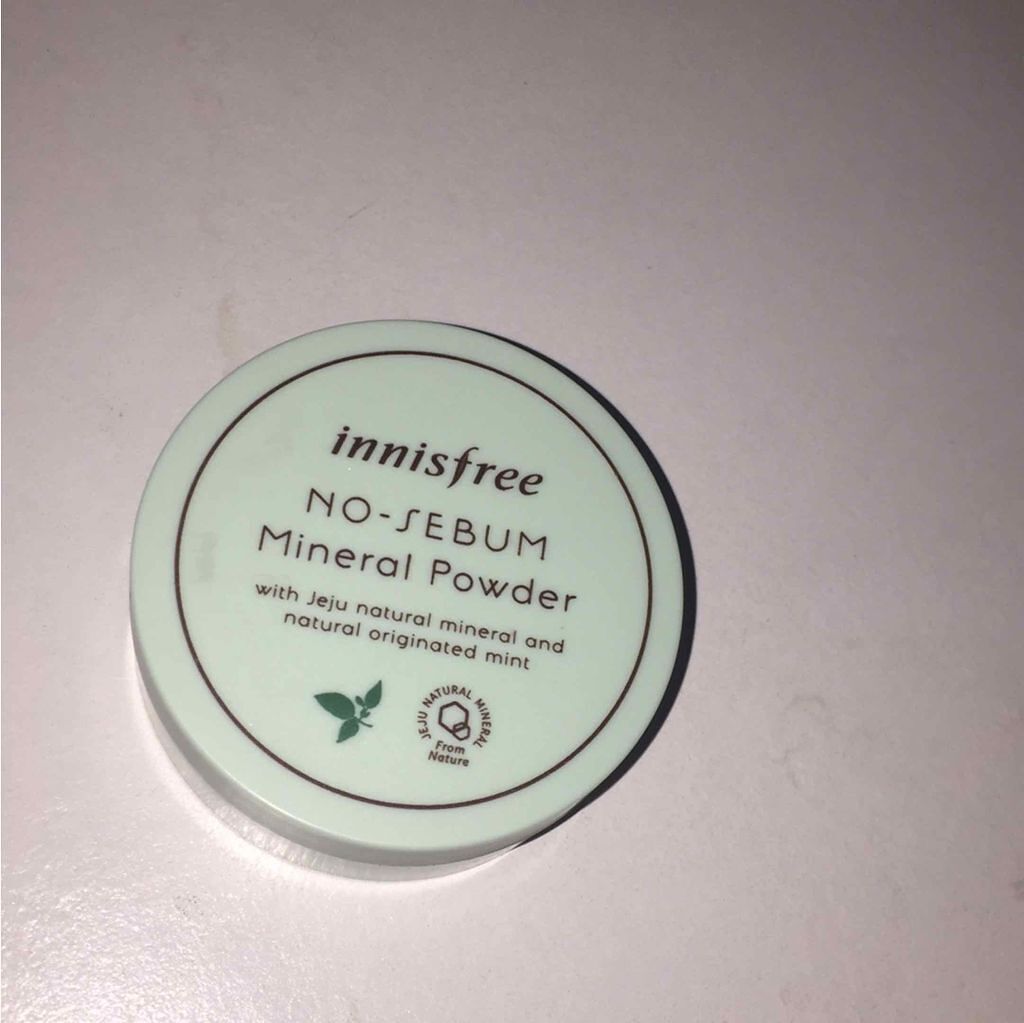 innisfree
NO-SEBUM
Mineral Powder
with Jeju natural mineral and
natural originated mint
JEJU NATURAL MINERAL
From
Nature